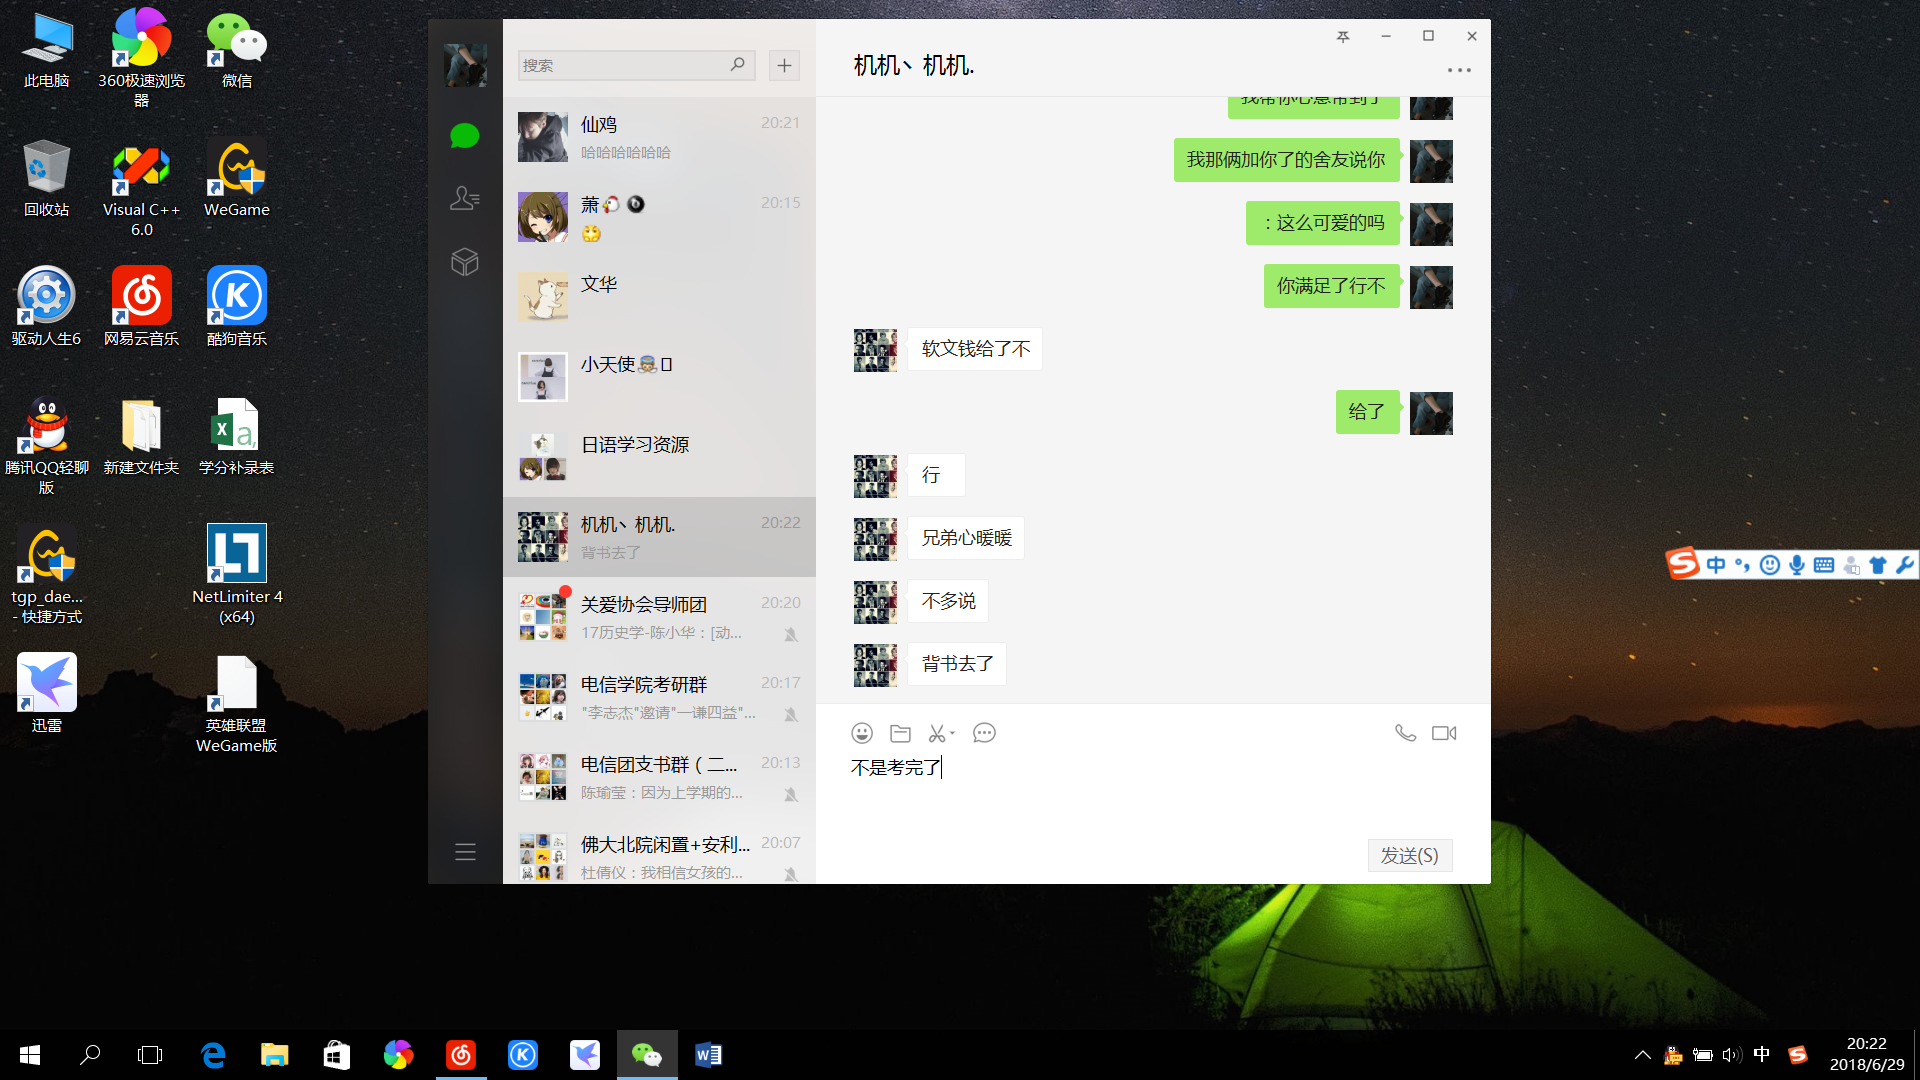 此电脑
360极速浏览
器
微信
回收站
Visual C++
6.0
WeGame
驱动人生6
网易云音乐
酷狗音乐
腾讯QQ轻聊
版
新建文件夹
学分补录表
tgp_dae...
- 快捷方式
NetLimiter 4
(x64)
迅雷
英雄联盟
WeGame版
搜索
仙鸡
20:21
哈哈哈哈哈哈
萧
20:15
文华
小天使
日语学习资源
机机丶机机.
20:22
背书去了
关爱协会导师团
20:20
17历史学-陈小华：[动...
电信学院考研群
20:17
"李志杰"邀请"一谦四益"...
电信团支书群（二...
20:13
陈瑜莹：因为上学期的...
佛大北院闲置+安利...
20:07
杜倩仪：我相信女孩的...
机机丶机机.
我那俩加你了的舍友说你
：这么可爱的吗
你满足了行不
软文钱给了不
给了
行
兄弟心暖暖
不多说
背书去了
不是考完了
发送(S)
中
中
20:22
2018/6/29